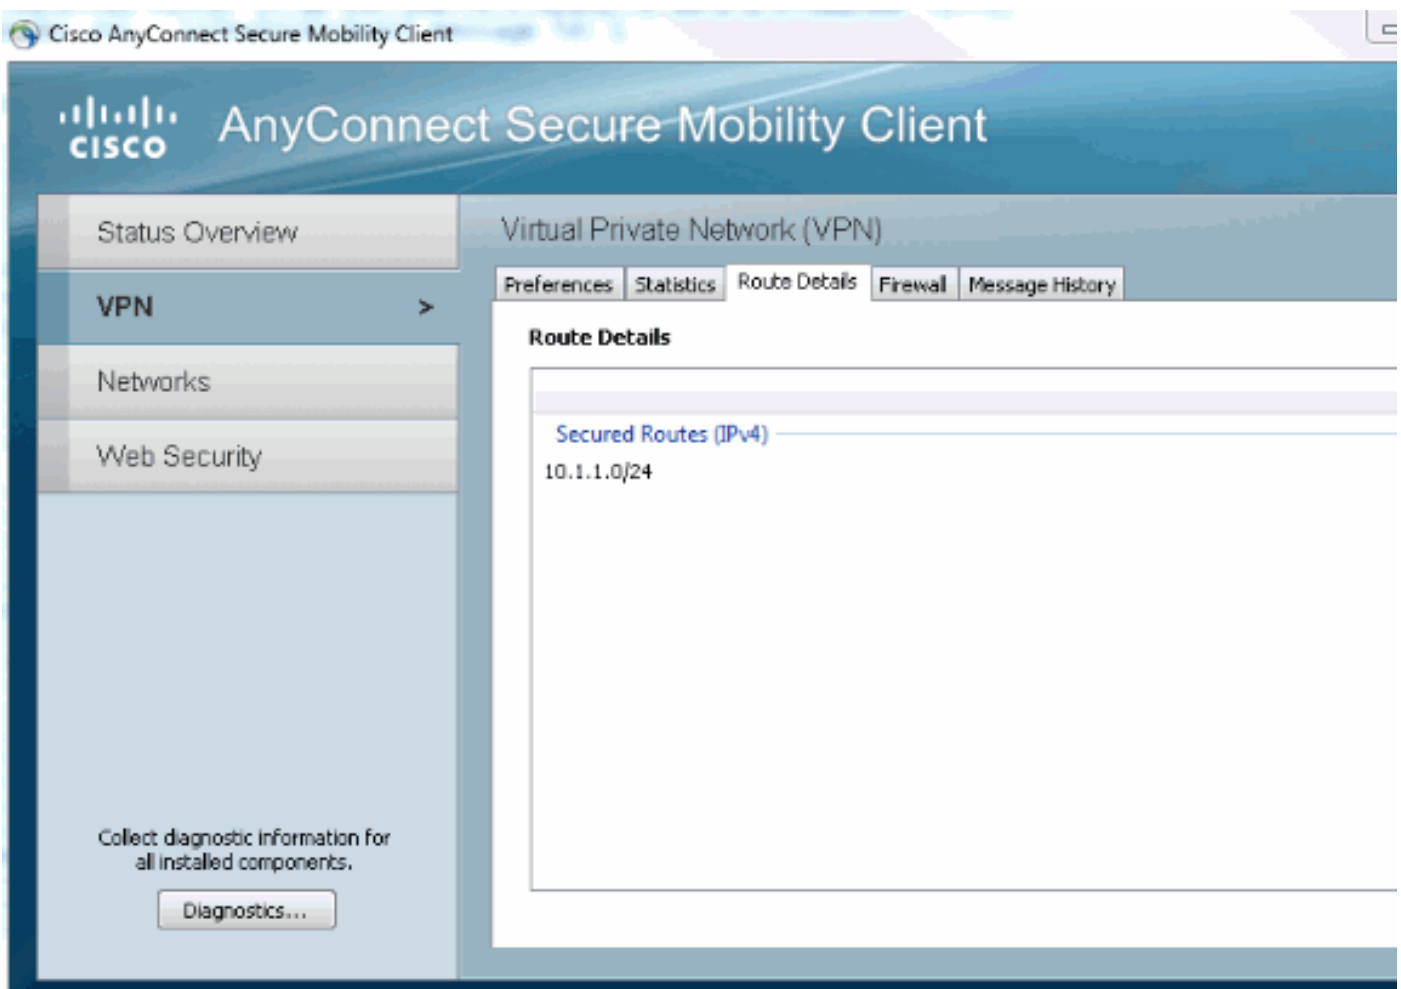 Cisco AnyConnect Secure Mobility Client
cisco AnyConnect Secure Mobility Client
Status Overview
VPN >
Networks
Web Security
Collect diagnostic information for
all installed components.
Diagnostics...
Virtual Private Network (VPN)
Preferences Statistics Route Details Firewall Message History
Route Details
Secured Routes (IPv4)
10.1.1.0/24